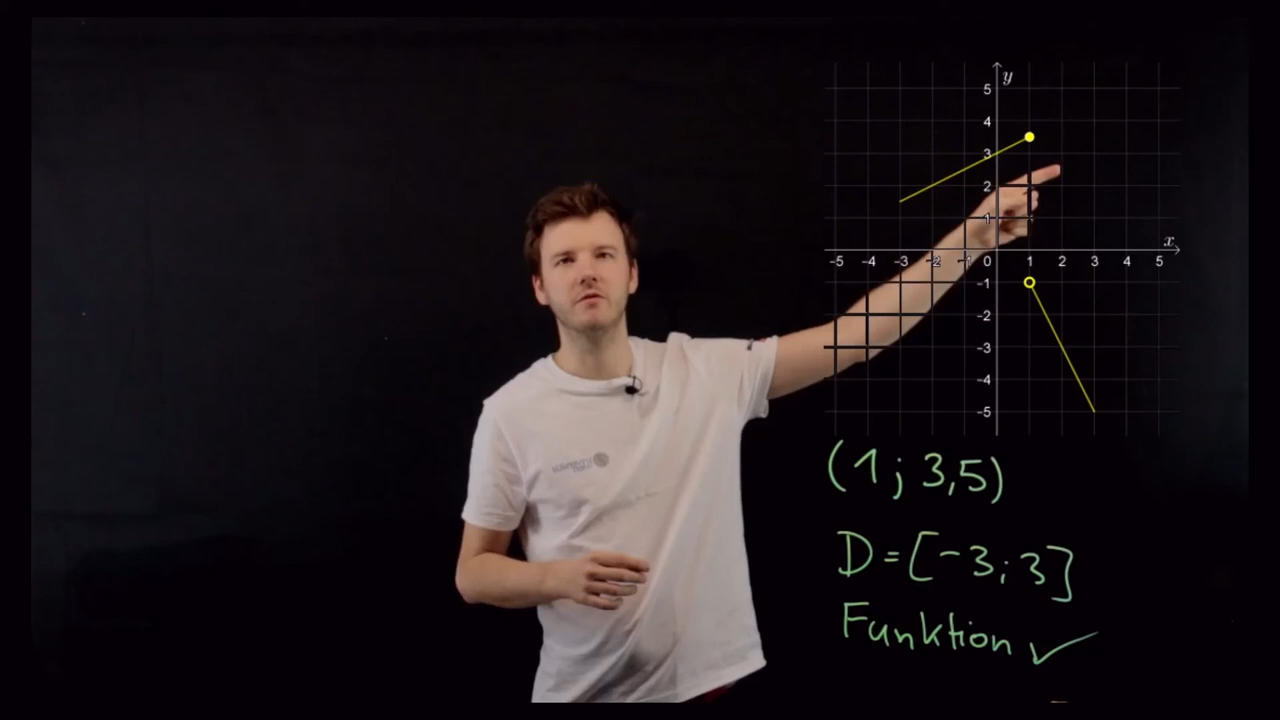 y
5
4
3
2
1
x
-5 -4 -3 -2 -1 0 1 2 3 4 5
-1
-2
-3
-4
-5
(1; 3,5)
D=[-3; 3]
Funktion ✓